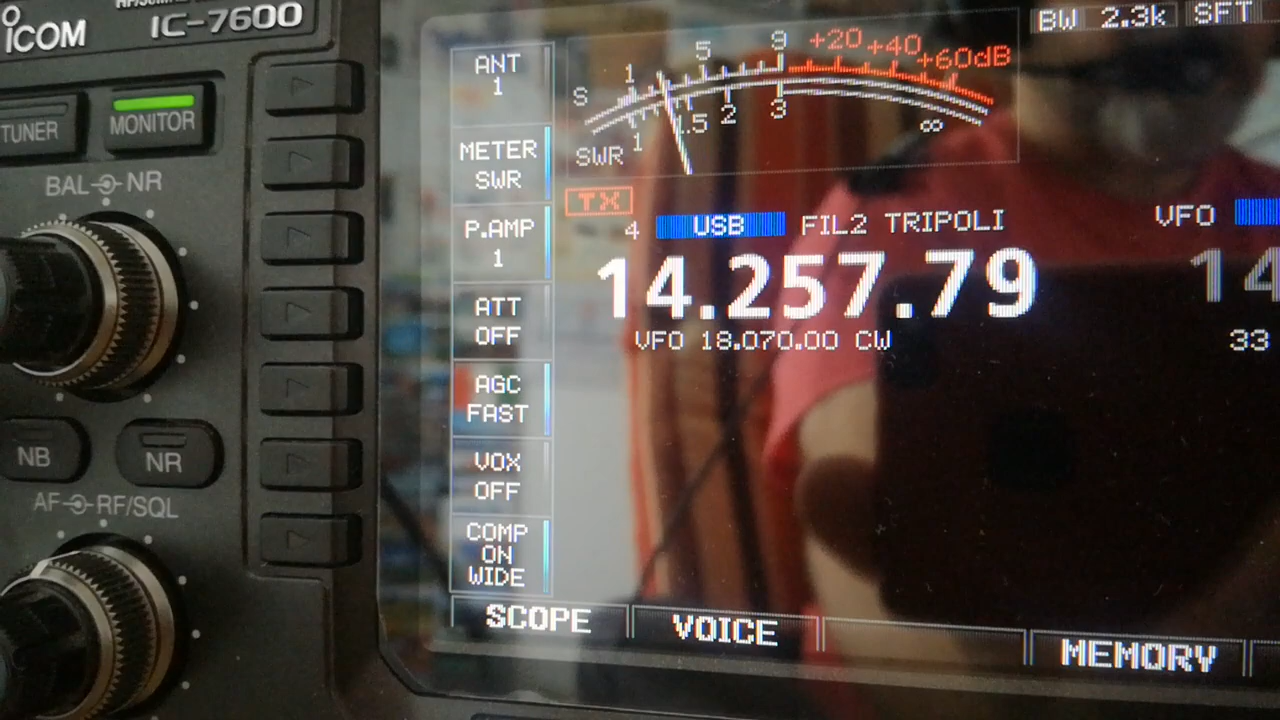 ICOM
IC-7600
TUNER
MONITOR
BAL NR
NB
NR
AF RF/SQL
ANT
1
METER
SWR
P.AMP
1
ATT
OFF
AGC
FAST
VOX
OFF
COMP
ON
WIDE
S 1 5 9 +20 +40 +60dB
SWR 1 1.5 2 3 ∞
BW 2.3k SFT
TX
4 USB FIL2 TRIPOLI
VFO
14.257.79
14
VFO 18.070.00 CW
33
SCOPE VOICE MEMORY